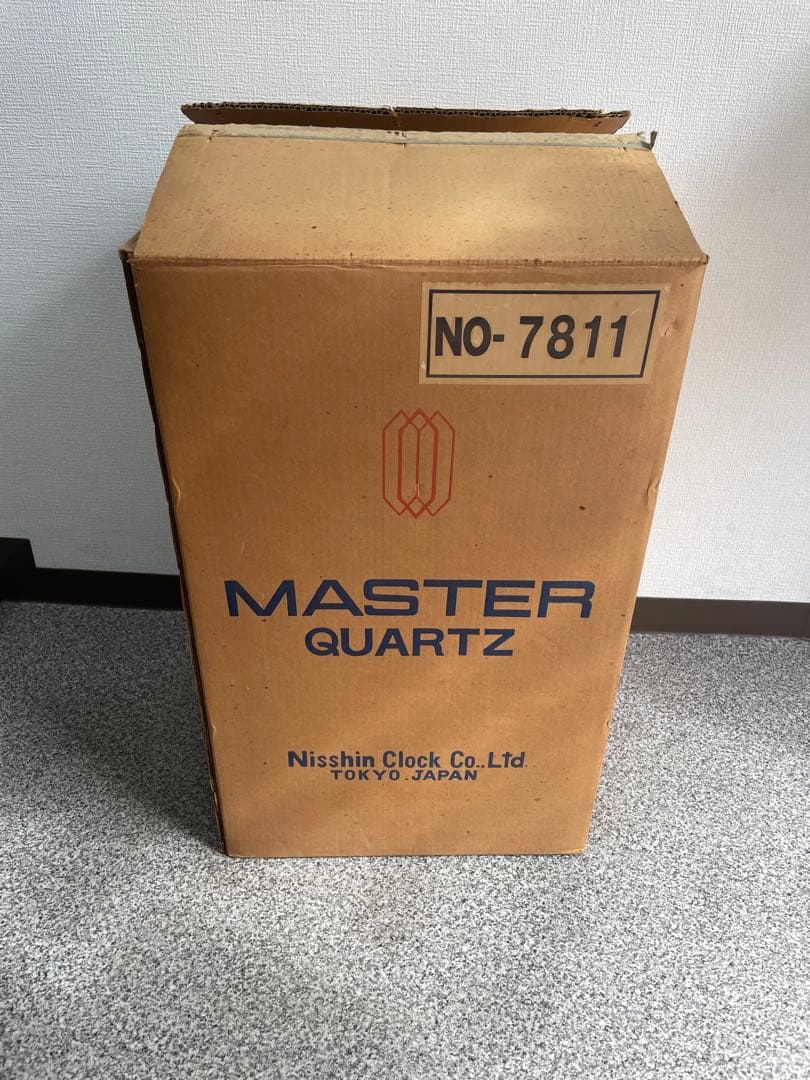 NO-7811
MASTER
QUARTZ
Nisshin Clock Co.,Ltd.
TOKYO.JAPAN